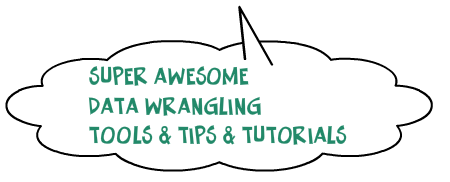 SUPER AWESOME
DATA WRANGLING
TOOLS & TIPS & TUTORIALS